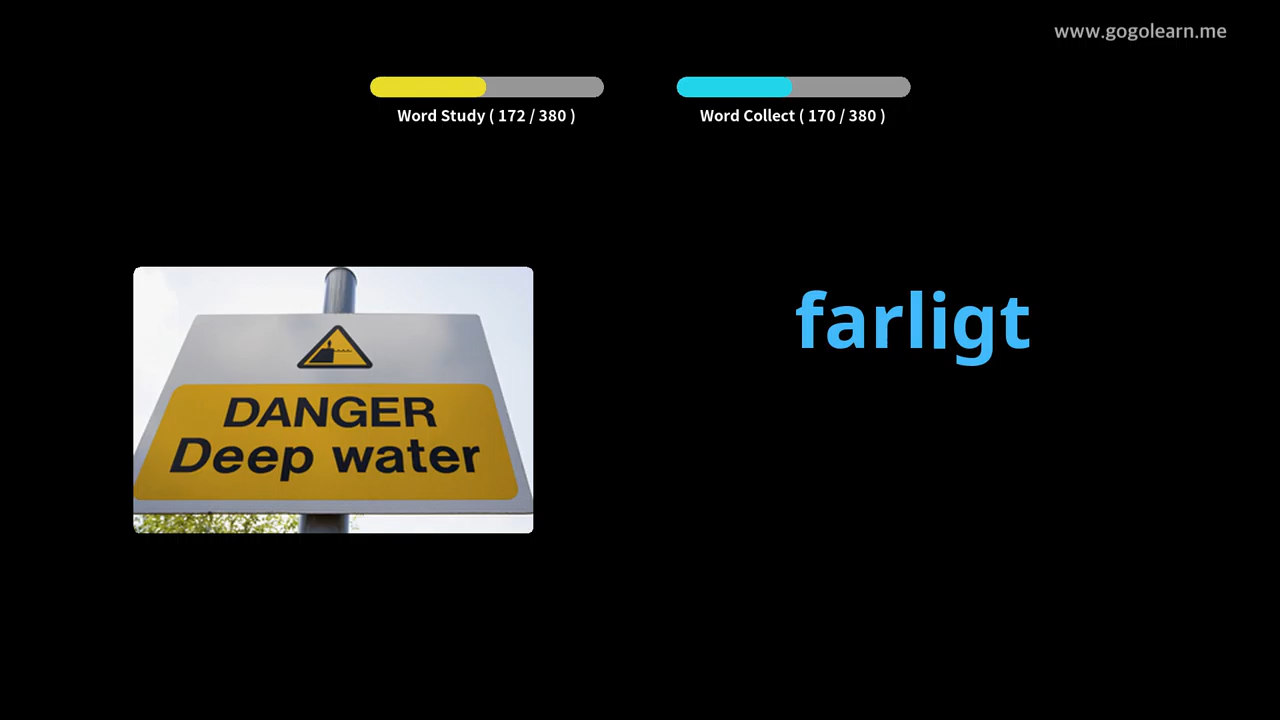 www.gogolearn.me
Word Study ( 172 / 380 )
Word Collect ( 170 / 380 )
DANGER
Deep water
farligt